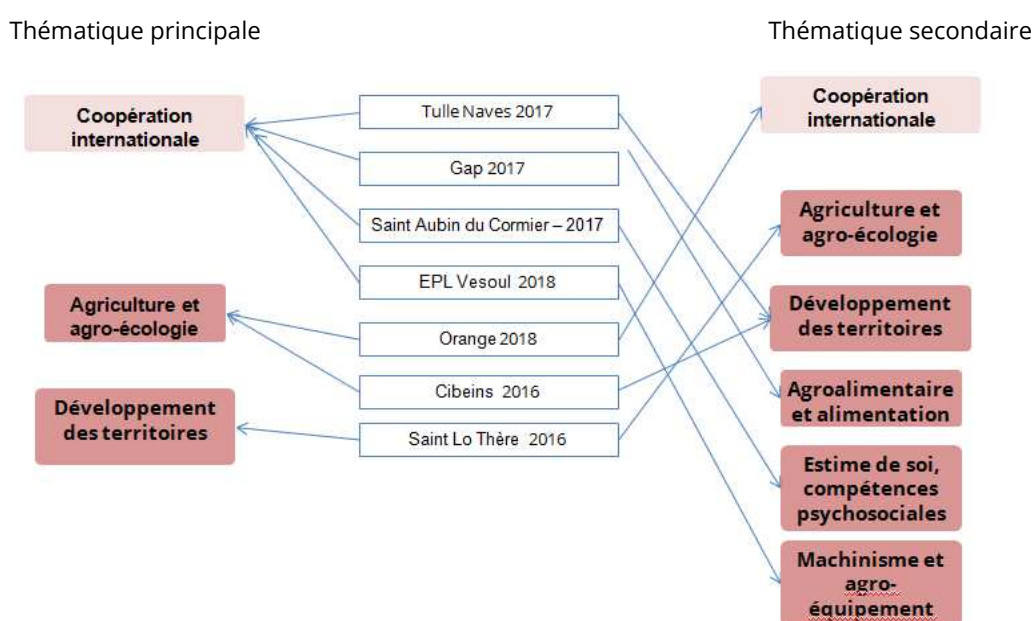 Thématique principale
Thématique secondaire
Coopération
internationale
Agriculture et
agro-écologie
Développement
des territoires
Tulle Naves 2017
Gap 2017
Saint Aubin du Cormier – 2017
EPL Vesoul 2018
Orange 2018
Cibeins 2016
Saint Lo Thère 2016
Coopération
internationale
Agriculture et
agro-écologie
Développement
des territoires
Agroalimentaire
et alimentation
Estime de soi,
compétences
psychosociales
Machinisme et
agro-
équipement